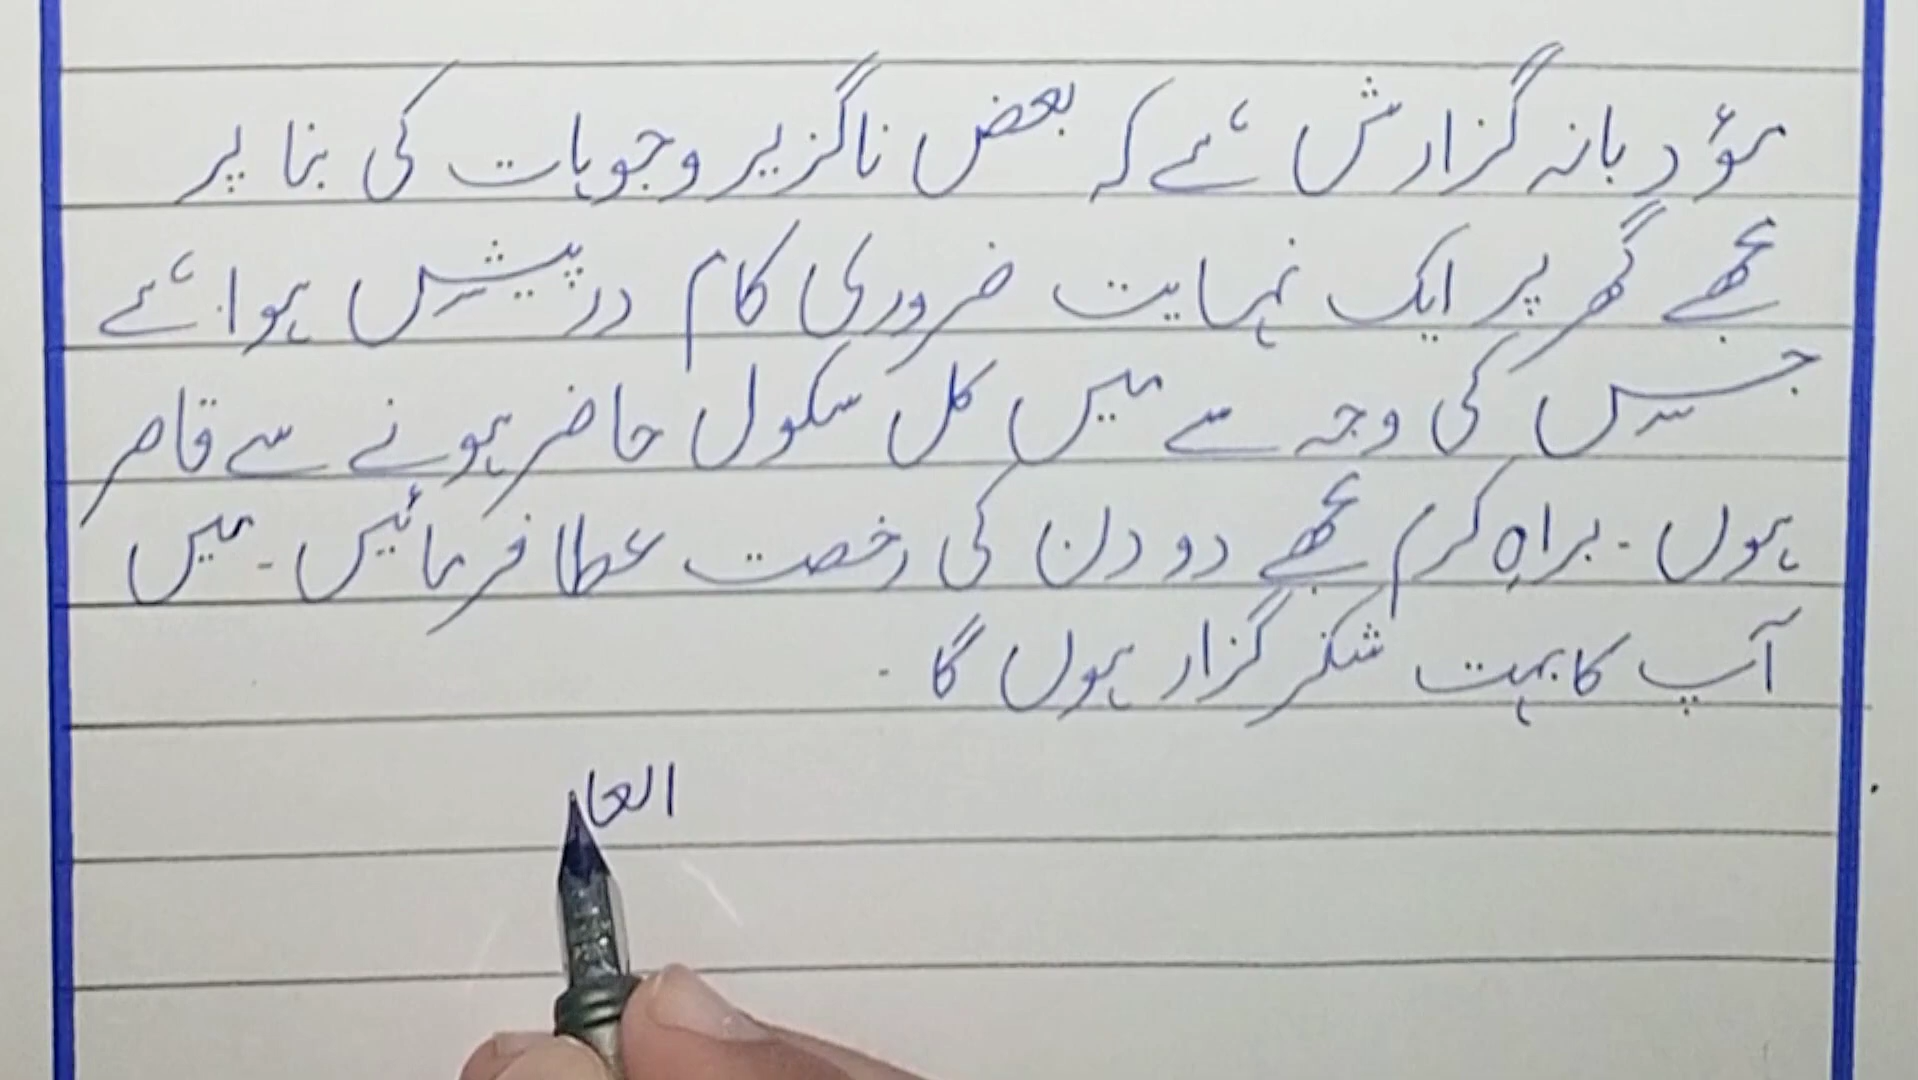 مؤدبانہ گزارش ہے کہ بعض ناگزیر وجوہات کی بنا پر
مجھے گھر پر ایک نہایت ضروری کام درپیش ہوا ہے
جس کی وجہ سے میں کل سکول حاضر ہونے سے قاصر
ہوں ۔ براہِ کرم مجھے دو دن کی رخصت عطا فرمائیں ۔ میں
آپ کا بہت شکر گزار ہوں گا ۔
العا